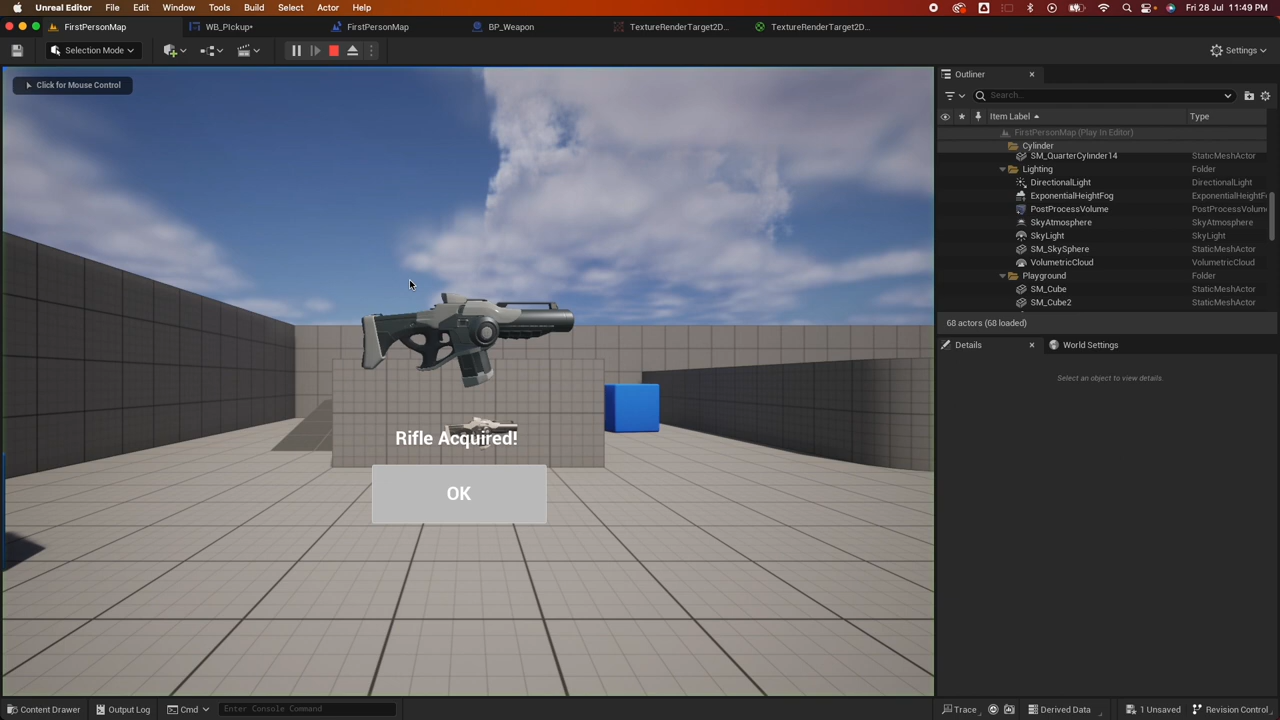 Unreal Editor File Edit Window Tools Build Select Actor Help Fri 28 Jul 11:49 PM
FirstPersonMap WB_PIckup* FirstPersonMap BP_Weapon TextureRenderTarget2D... TextureRenderTarget2D...
Selection Mode Settings
Click for Mouse Control
Outliner
Search...
Item Label Type
FirstPersonMap (Play In Editor)
Cylinder
SM_QuarterCylinder14 StaticMeshActor
Lighting Folder
DirectionalLight DirectionalLight
ExponentialHeightFog ExponentialHeightF
PostProcessVolume PostProcessVolum
SkyAtmosphere SkyAtmosphere
SkyLight SkyLight
SM_SkySphere StaticMeshActor
VolumetricCloud VolumetricCloud
Playground Folder
SM_Cube StaticMeshActor
SM_Cube2 StaticMeshActor
68 actors (68 loaded)
Details World Settings
Select an object to view details.
Rifle Acquired!
OK
Content Drawer Output Log Cmd Enter Console Command Trace Derived Data 1 Unsaved Revision Control